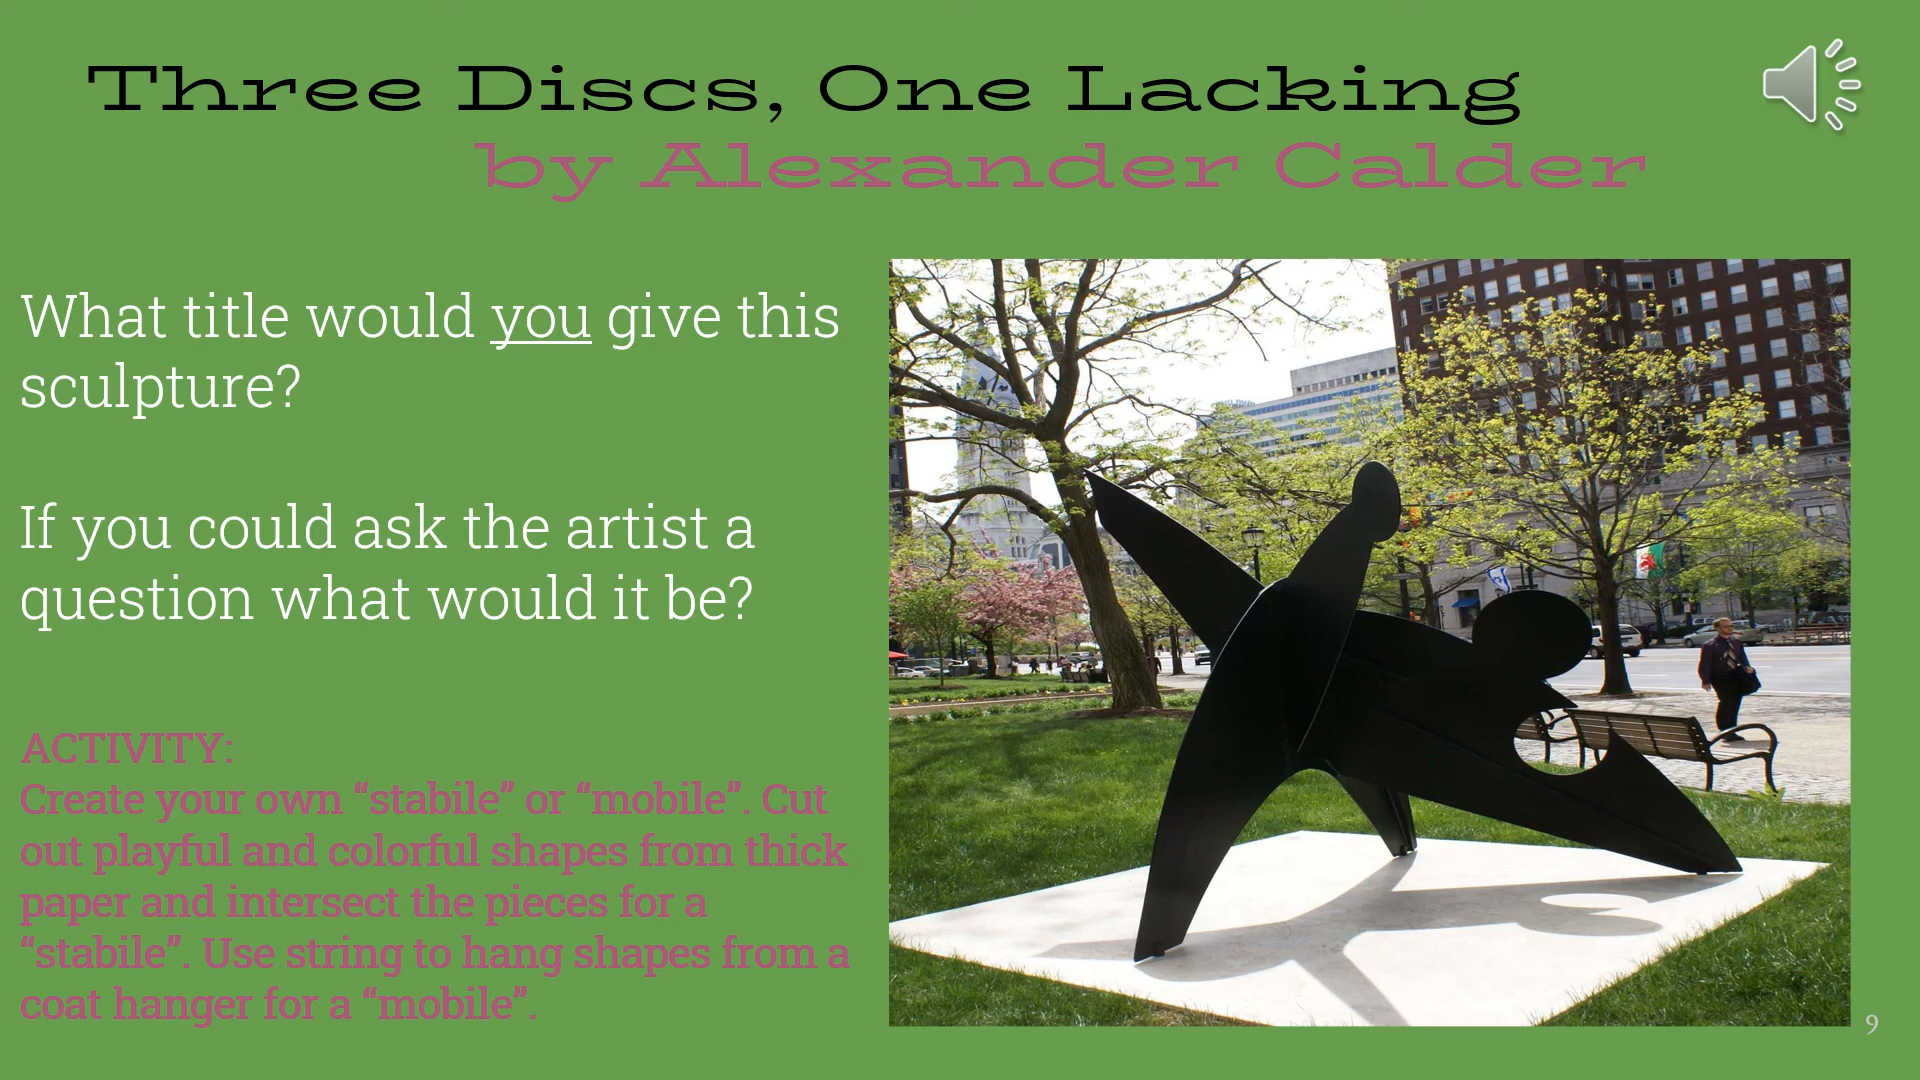 Three Discs, One Lacking
by Alexander Calder
What title would you give this
sculpture?
If you could ask the artist a
question what would it be?
ACTIVITY:
Create your own “stabile” or “mobile”. Cut
out playful and colorful shapes from thick
paper and intersect the pieces for a
“stabile”. Use string to hang shapes from a
coat hanger for a “mobile”.
9